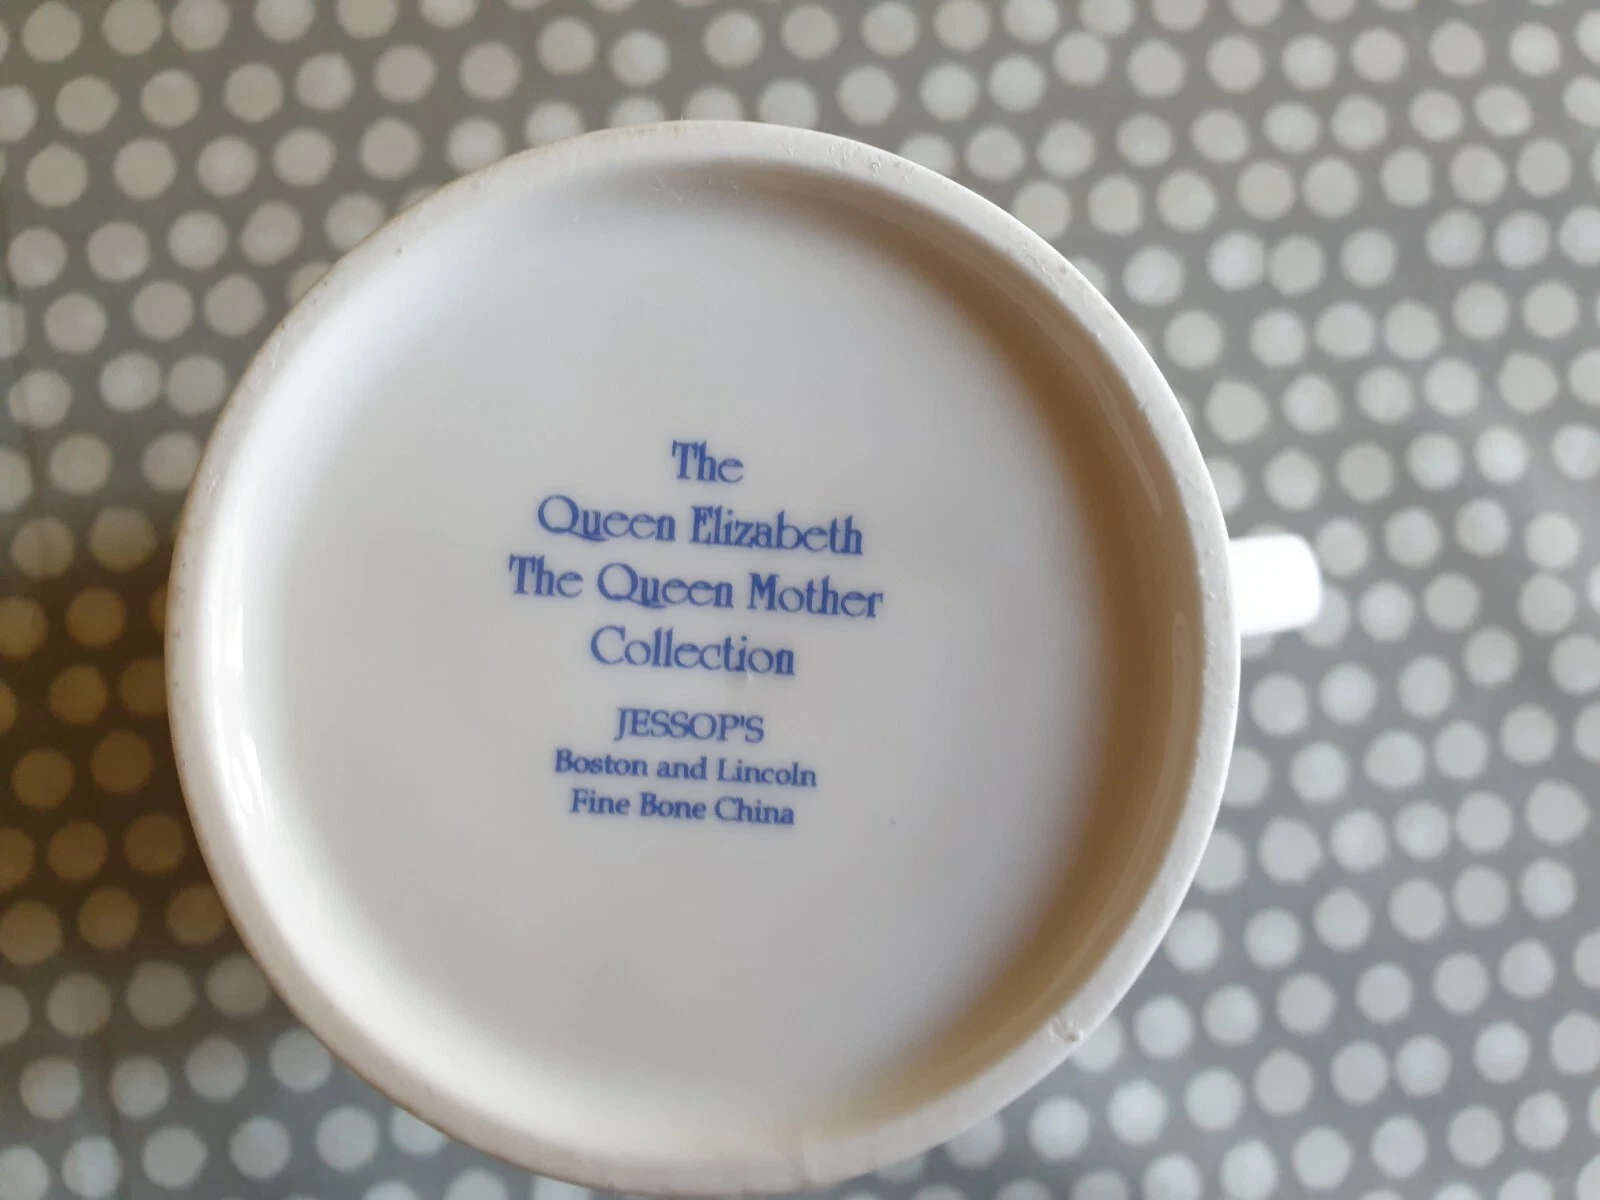 The
Queen Elizabeth
The Queen Mother
Collection
JESSOP'S
Boston and Lincoln
Fine Bone China